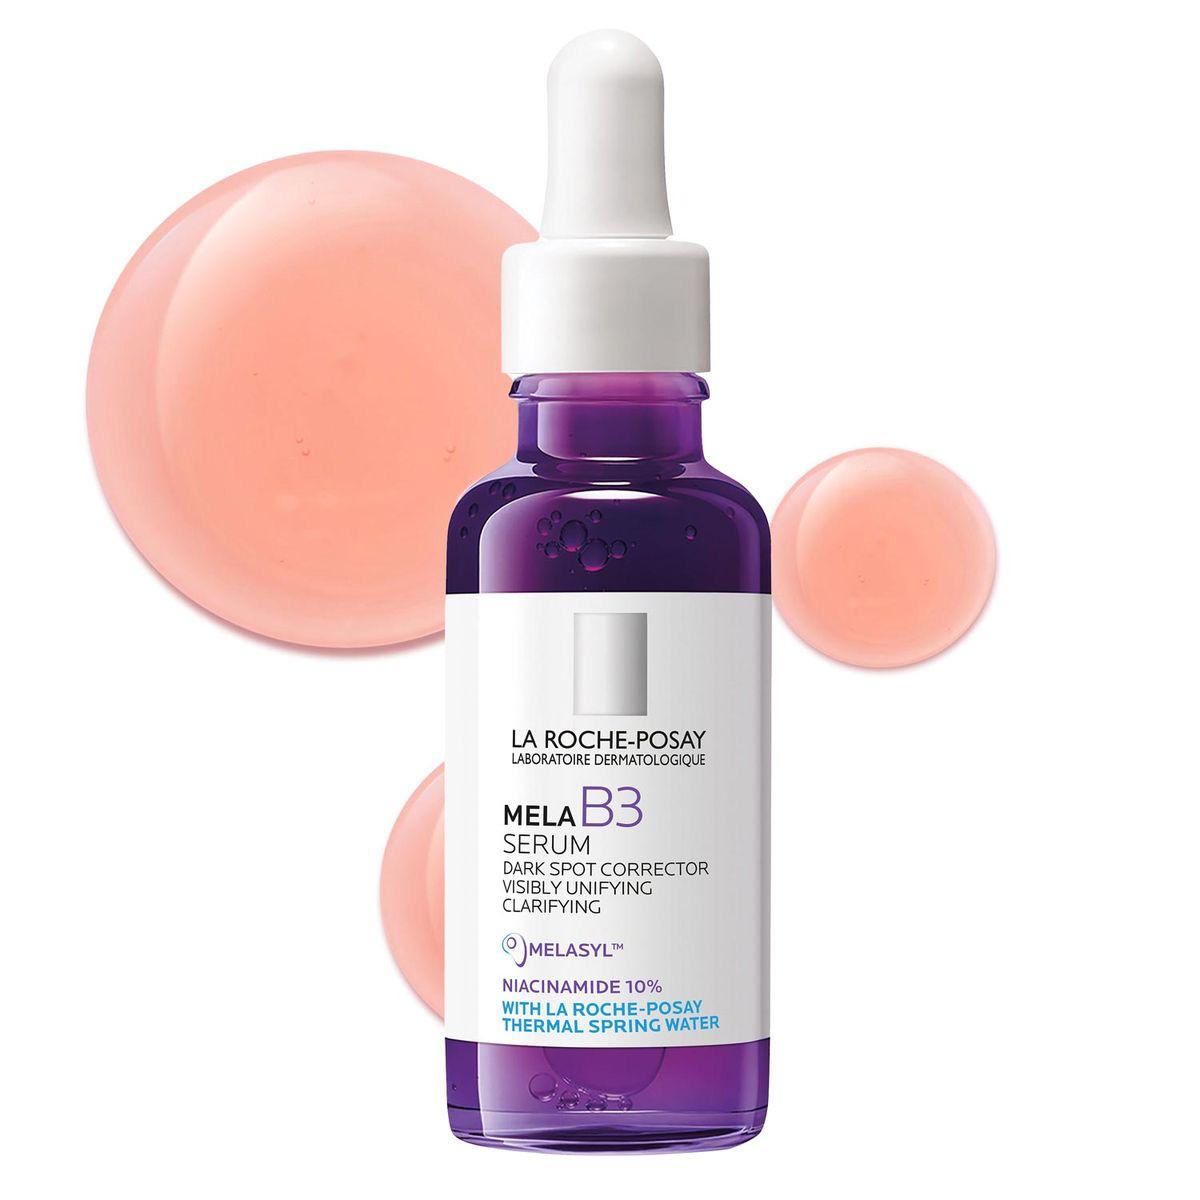 LA ROCHE-POSAY
LABORATOIRE DERMATOLOGIQUE
MELA B3
SERUM
DARK SPOT CORRECTOR
VISIBLY UNIFYING
CLARIFYING
MELASYL™
NIACINAMIDE 10%
WITH LA ROCHE-POSAY
THERMAL SPRING WATER